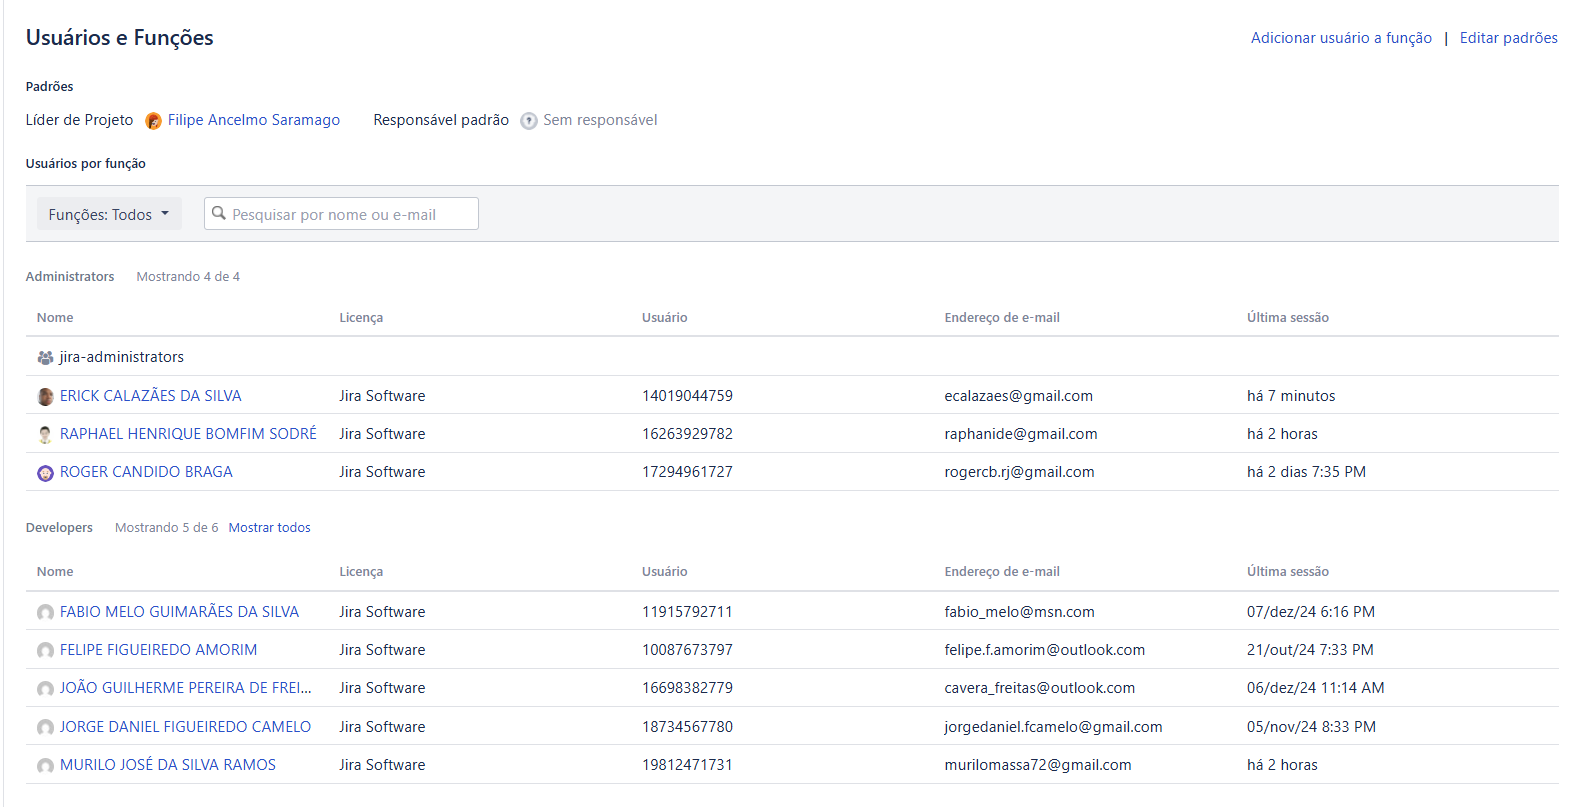 Usuários e Funções
Adicionar usuário a função | Editar padrões
Padrões
Líder de Projeto Filipe Ancelmo Saramago Responsável padrão ? Sem responsável
Usuários por função
Funções: Todos Pesquisar por nome ou e-mail
Administrators Mostrando 4 de 4
Nome Licença Usuário Endereço de e-mail Última sessão
jira-administrators
ERICK CALAZÃES DA SILVA Jira Software 14019044759 ecalazaes@gmail.com há 7 minutos
RAPHAEL HENRIQUE BOMFIM SODRÉ Jira Software 16263929782 raphanide@gmail.com há 2 horas
ROGER CANDIDO BRAGA Jira Software 17294961727 rogercb.rj@gmail.com há 2 dias 7:35 PM
Developers Mostrando 5 de 6 Mostrar todos
Nome Licença Usuário Endereço de e-mail Última sessão
FABIO MELO GUIMARÃES DA SILVA Jira Software 11915792711 fabio_melo@msn.com 07/dez/24 6:16 PM
FELIPE FIGUEIREDO AMORIM Jira Software 10087673797 felipe.f.amorim@outlook.com 21/out/24 7:33 PM
JOÃO GUILHERME PEREIRA DE FREI... Jira Software 16698382779 cavera_freitas@outlook.com 06/dez/24 11:14 AM
JORGE DANIEL FIGUEIREDO CAMELO Jira Software 18734567780 jorgedaniel.fcamelo@gmail.com 05/nov/24 8:33 PM
MURILO JOSÉ DA SILVA RAMOS Jira Software 19812471731 murilomassa72@gmail.com há 2 horas